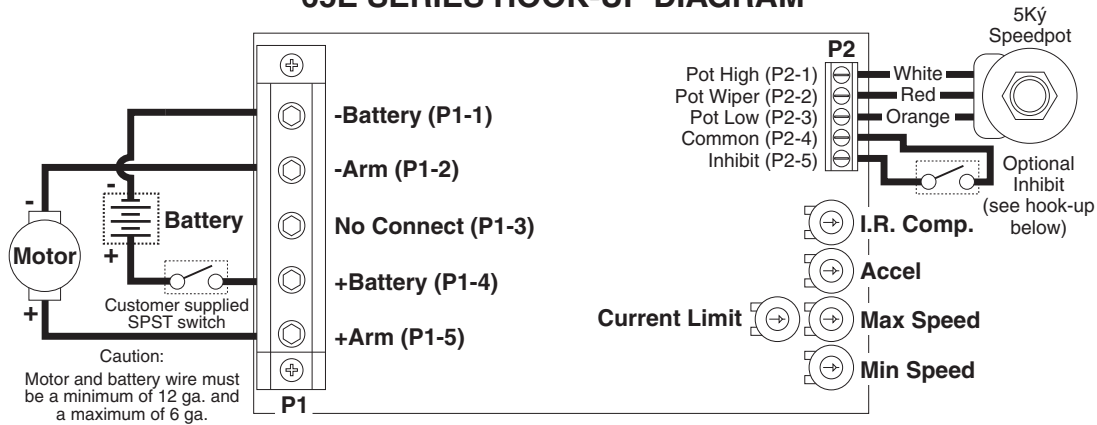 5Ký
Speedpot
P2
Pot High (P2-1)
White
Pot Wiper (P2-2)
Red
Pot Low (P2-3)
Orange
Common (P2-4)
Inhibit (P2-5)
Optional
Inhibit
(see hook-up
below)
-Battery (P1-1)
-Arm (P1-2)
No Connect (P1-3)
+Battery (P1-4)
+Arm (P1-5)
-
Battery
+
-
Motor
+
Customer supplied
SPST switch
Caution:
Motor and battery wire must
be a minimum of 12 ga. and
a maximum of 6 ga.
P1
I.R. Comp.
Accel
Current Limit
Max Speed
Min Speed